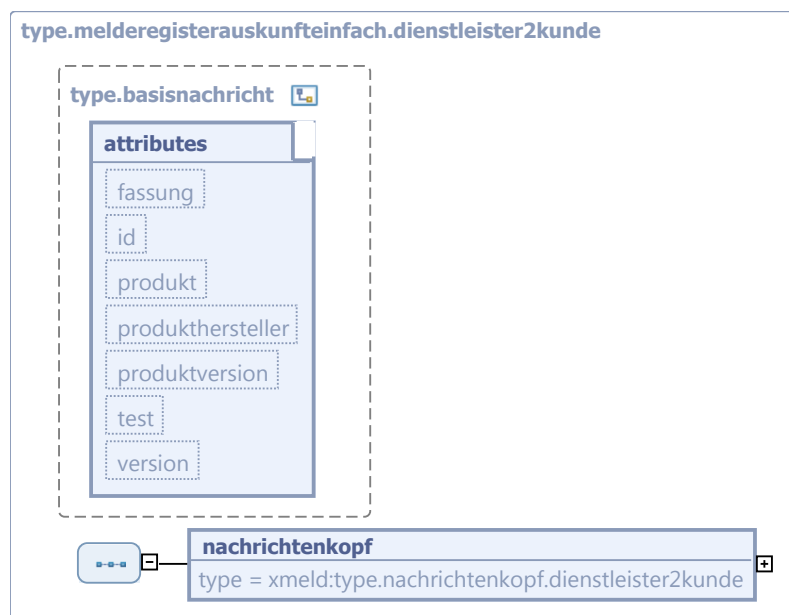 type.melderegisterauskunfteinfach.dienstleister2kunde
type.basisnachricht
attributes
fassung
id
produkt
produkthersteller
produktversion
test
version
nachrichtenkopf
type = xmeld:type.nachrichtenkopf.dienstleister2kunde